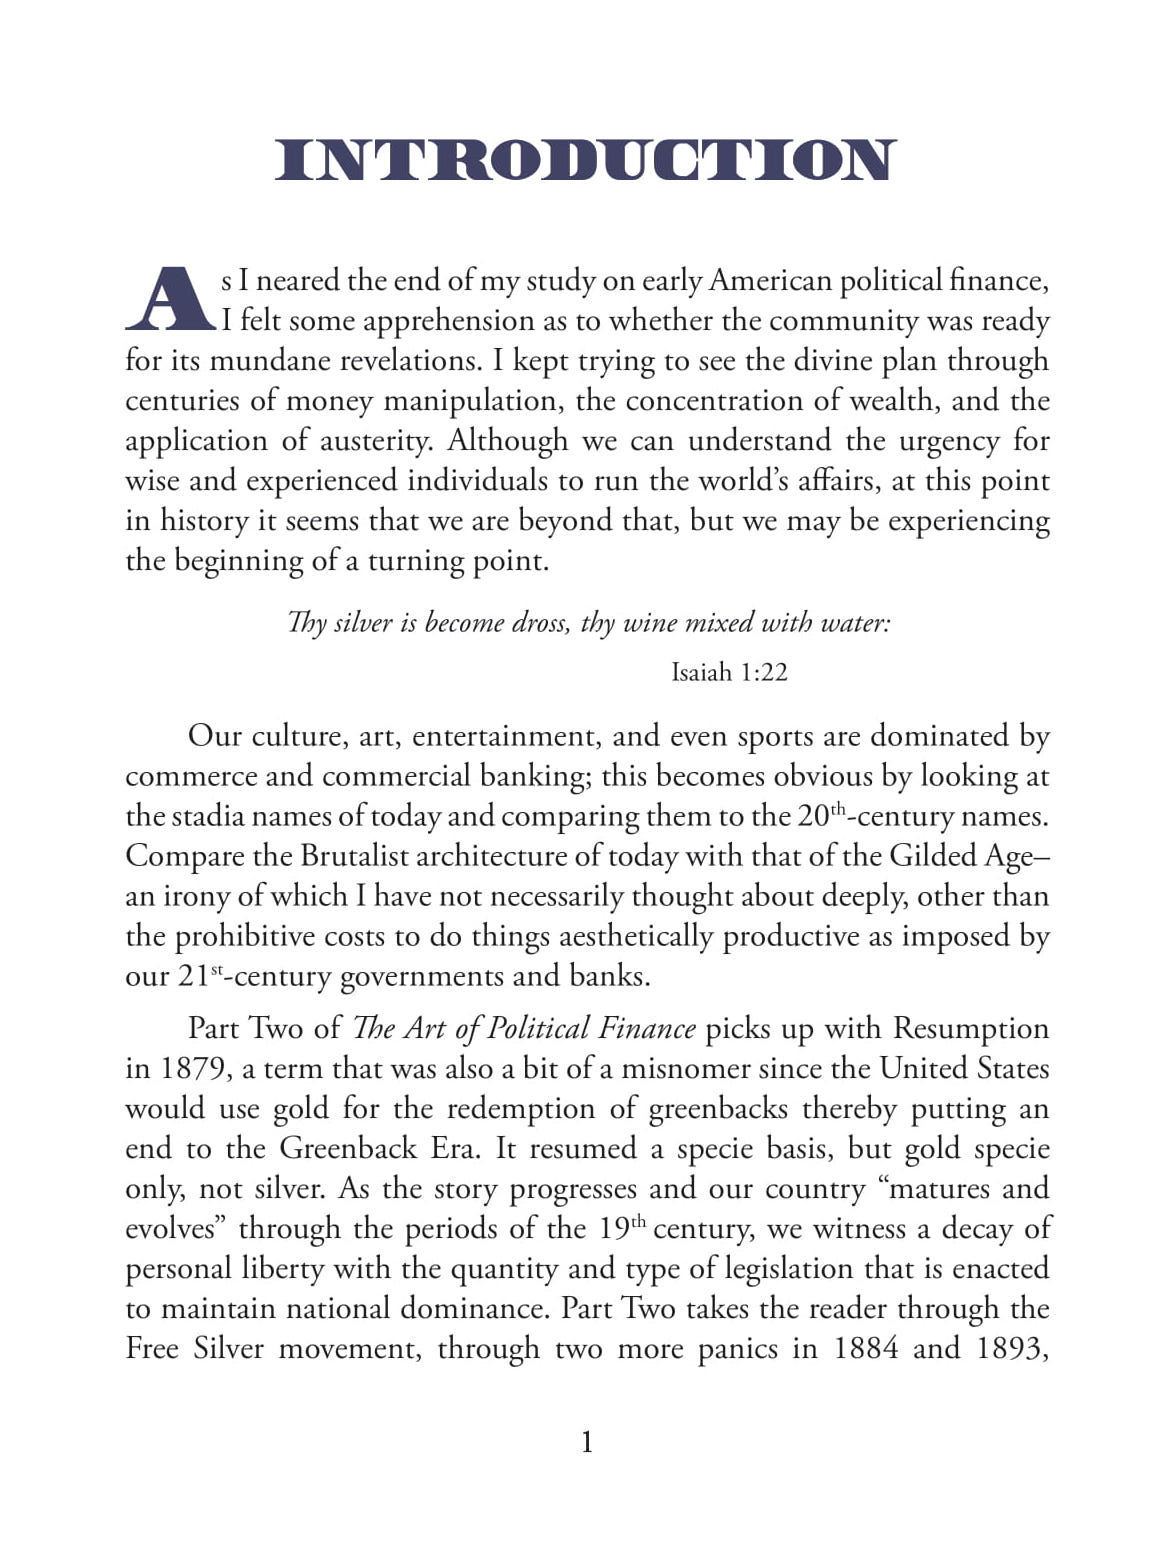 INTRODUCTION
As I neared the end of my study on early American political finance,
I felt some apprehension as to whether the community was ready
for its mundane revelations. I kept trying to see the divine plan through
centuries of money manipulation, the concentration of wealth, and the
application of austerity. Although we can understand the urgency for
wise and experienced individuals to run the world’s affairs, at this point
in history it seems that we are beyond that, but we may be experiencing
the beginning of a turning point.
Thy silver is become dross, thy wine mixed with water:
Isaiah 1:22
Our culture, art, entertainment, and even sports are dominated by
commerce and commercial banking; this becomes obvious by looking at
the stadia names of today and comparing them to the 20th-century names.
Compare the Brutalist architecture of today with that of the Gilded Age–
an irony of which I have not necessarily thought about deeply, other than
the prohibitive costs to do things aesthetically productive as imposed by
our 21st-century governments and banks.
Part Two of The Art of Political Finance picks up with Resumption
in 1879, a term that was also a bit of a misnomer since the United States
would use gold for the redemption of greenbacks thereby putting an
end to the Greenback Era. It resumed a specie basis, but gold specie
only, not silver. As the story progresses and our country “matures and
evolves” through the periods of the 19th century, we witness a decay of
personal liberty with the quantity and type of legislation that is enacted
to maintain national dominance. Part Two takes the reader through the
Free Silver movement, through two more panics in 1884 and 1893,
1